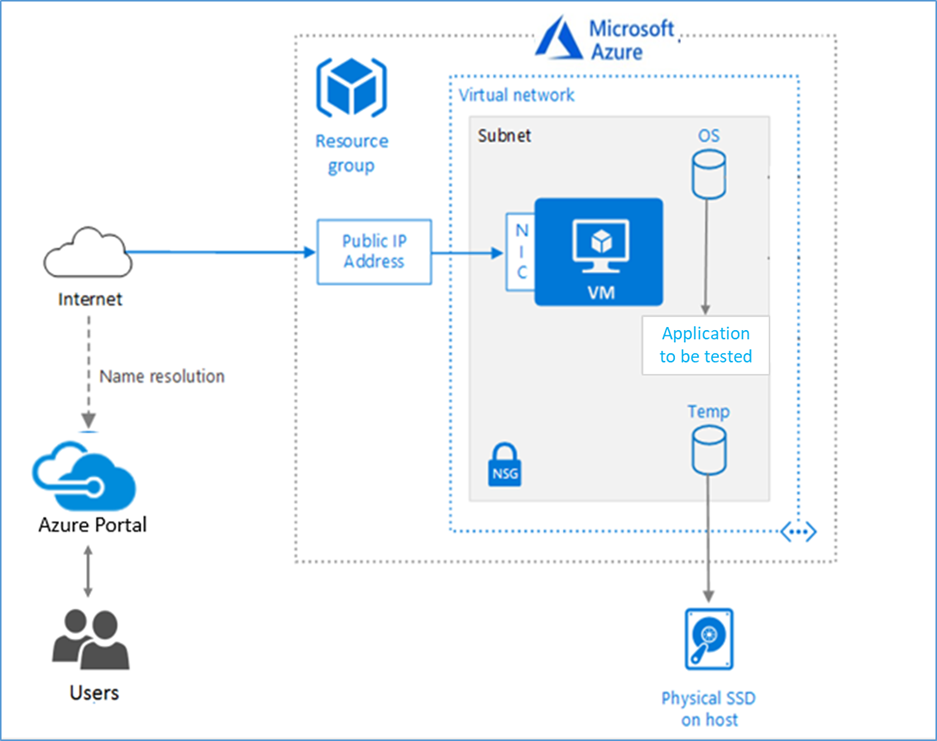 Microsoft
Azure
Resource
group
Virtual network
Subnet
OS
Internet
Public IP
Address
N
I
C
VM
Application
to be tested
Name resolution
Temp
NSG
Azure Portal
Users
Physical SSD
on host